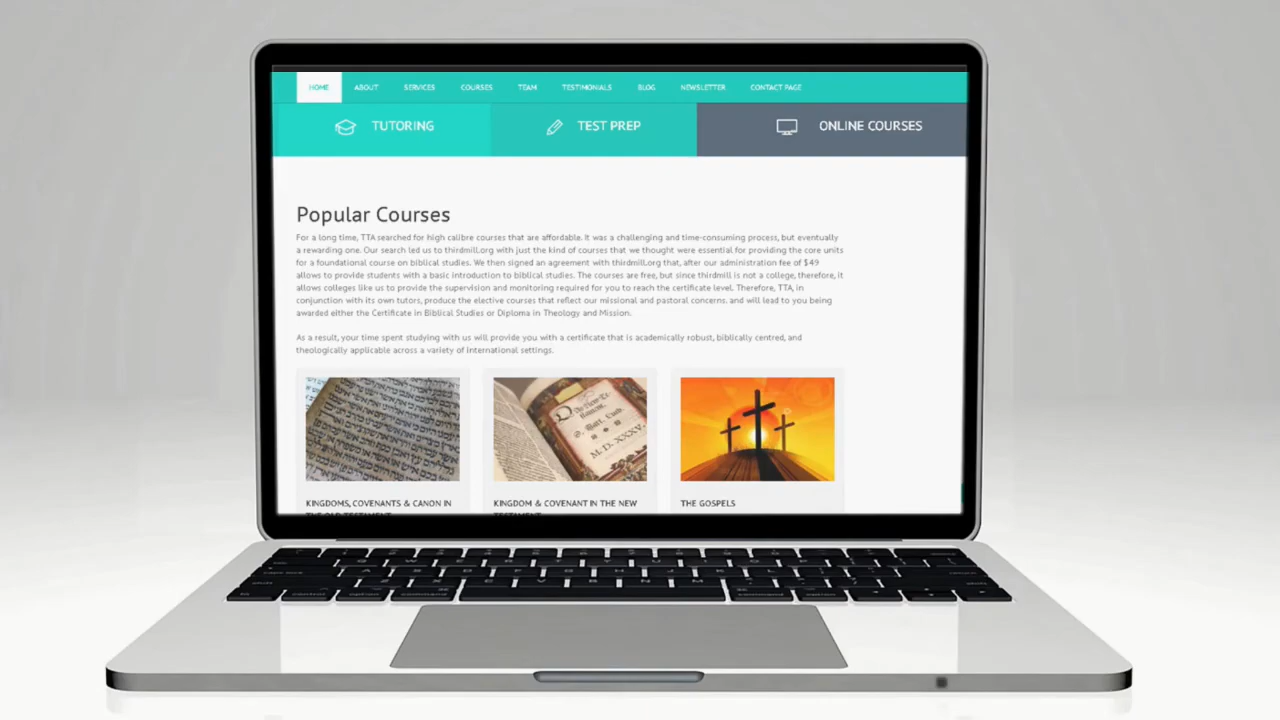 HOME ABOUT SERVICES COURSES TEAM TESTIMONIALS BLOG NEWSLETTER CONTACT PAGE
TUTORING TEST PREP ONLINE COURSES
Popular Courses
For a long time, TTA searched for high calibre courses that are affordable. It was a challenging and time-consuming process, but eventually
a rewarding one. Our search led us to thirdmill.org with just the kind of courses that we thought were essential for providing the core units
for a foundational course on biblical studies. We then signed an agreement with thirdmill.org that, after our administration fee of $49
allows to provide students with a basic introduction to biblical studies. The courses are free, but since thirdmill is not a college, therefore, it
allows colleges like us to provide the supervision and monitoring required for you to reach the certificate level. Therefore, TTA, in
conjunction with its own tutors, produce the elective courses that reflect our missional and pastoral concerns. and will lead to you being
awarded either the Certificate in Biblical Studies or Diploma in Theology and Mission.
As a result, your time spent studying with us will provide you with a certificate that is academically robust, biblically centred, and
theologically applicable across a variety of international settings.
M.D.XXXV.
KINGDOMS, COVENANTS & CANON IN
THE OLD TESTAMENT
KINGDOM & COVENANT IN THE NEW
TESTAMENT
THE GOSPELS
control option command command option